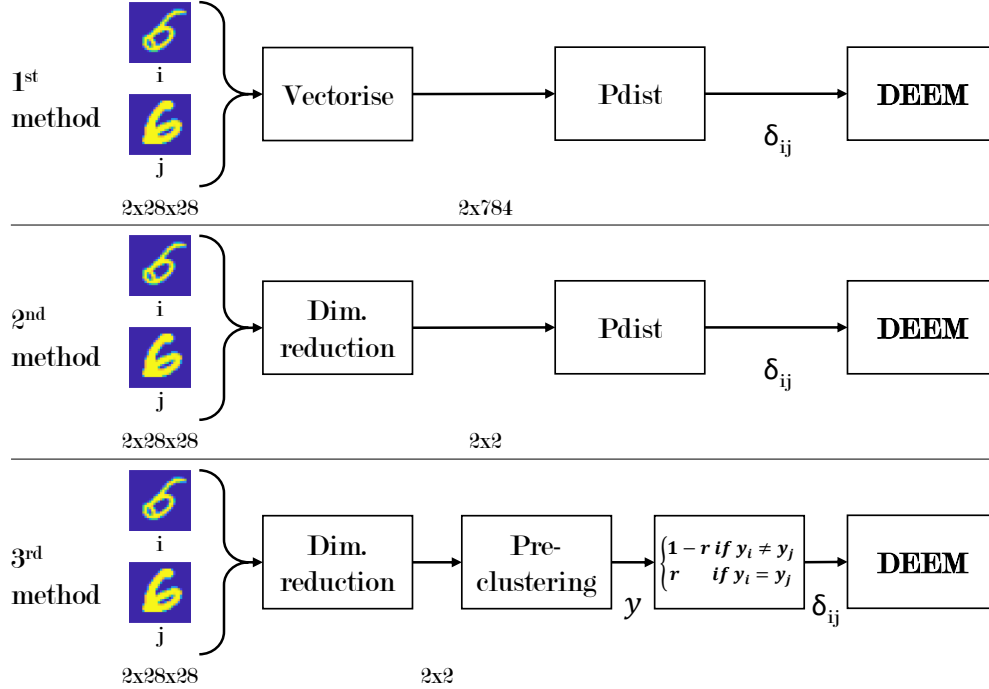 1st method
i
j
2x28x28
Vectorise
2x784
Pdist
δij
DEEM
2nd method
i
j
2x28x28
Dim. reduction
2x2
Pdist
δij
DEEM
3rd method
i
j
2x28x28
Dim. reduction
2x2
Pre-clustering
y
{1 − r if yi ≠ yj
r if yi = yj
δij
DEEM